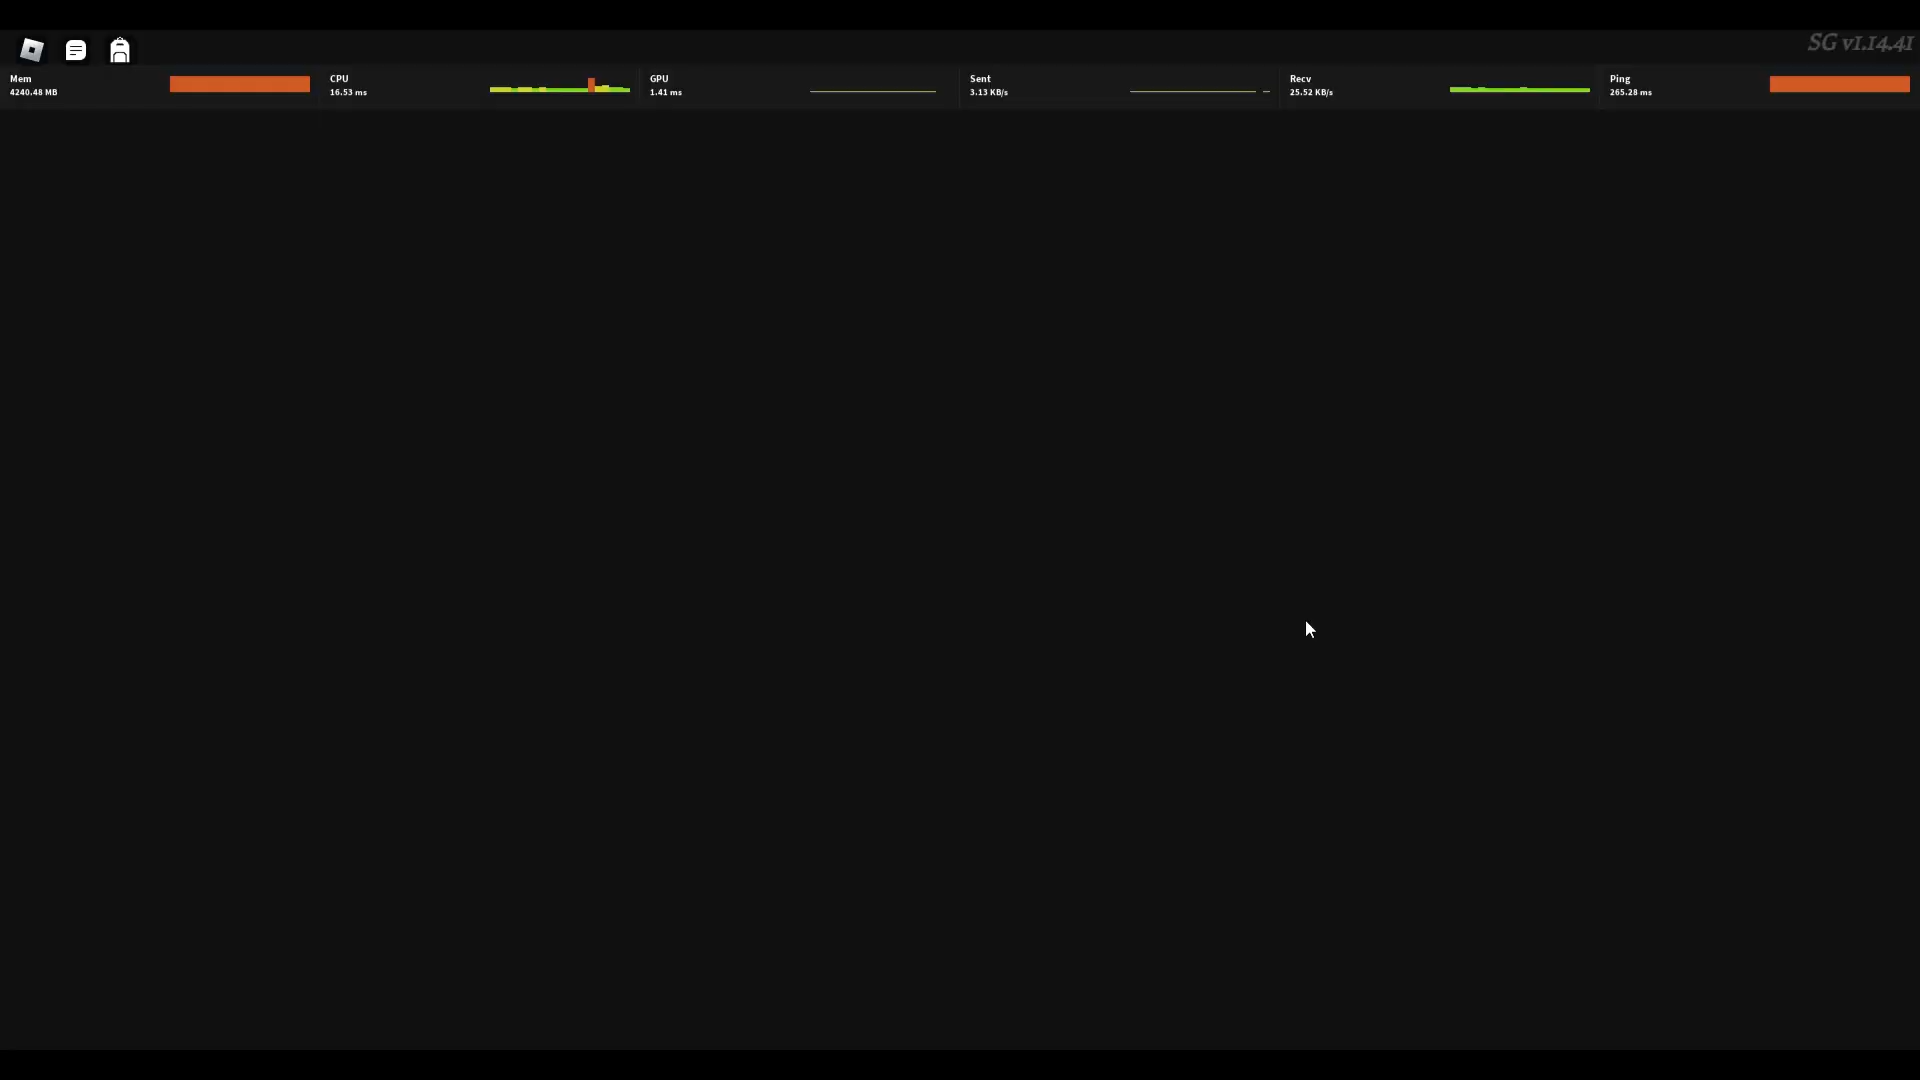 SG v1.14.41
Mem
4240.48 MB
CPU
16.53 ms
GPU
1.41 ms
Sent
3.13 KB/s
Recv
25.52 KB/s
Ping
265.28 ms